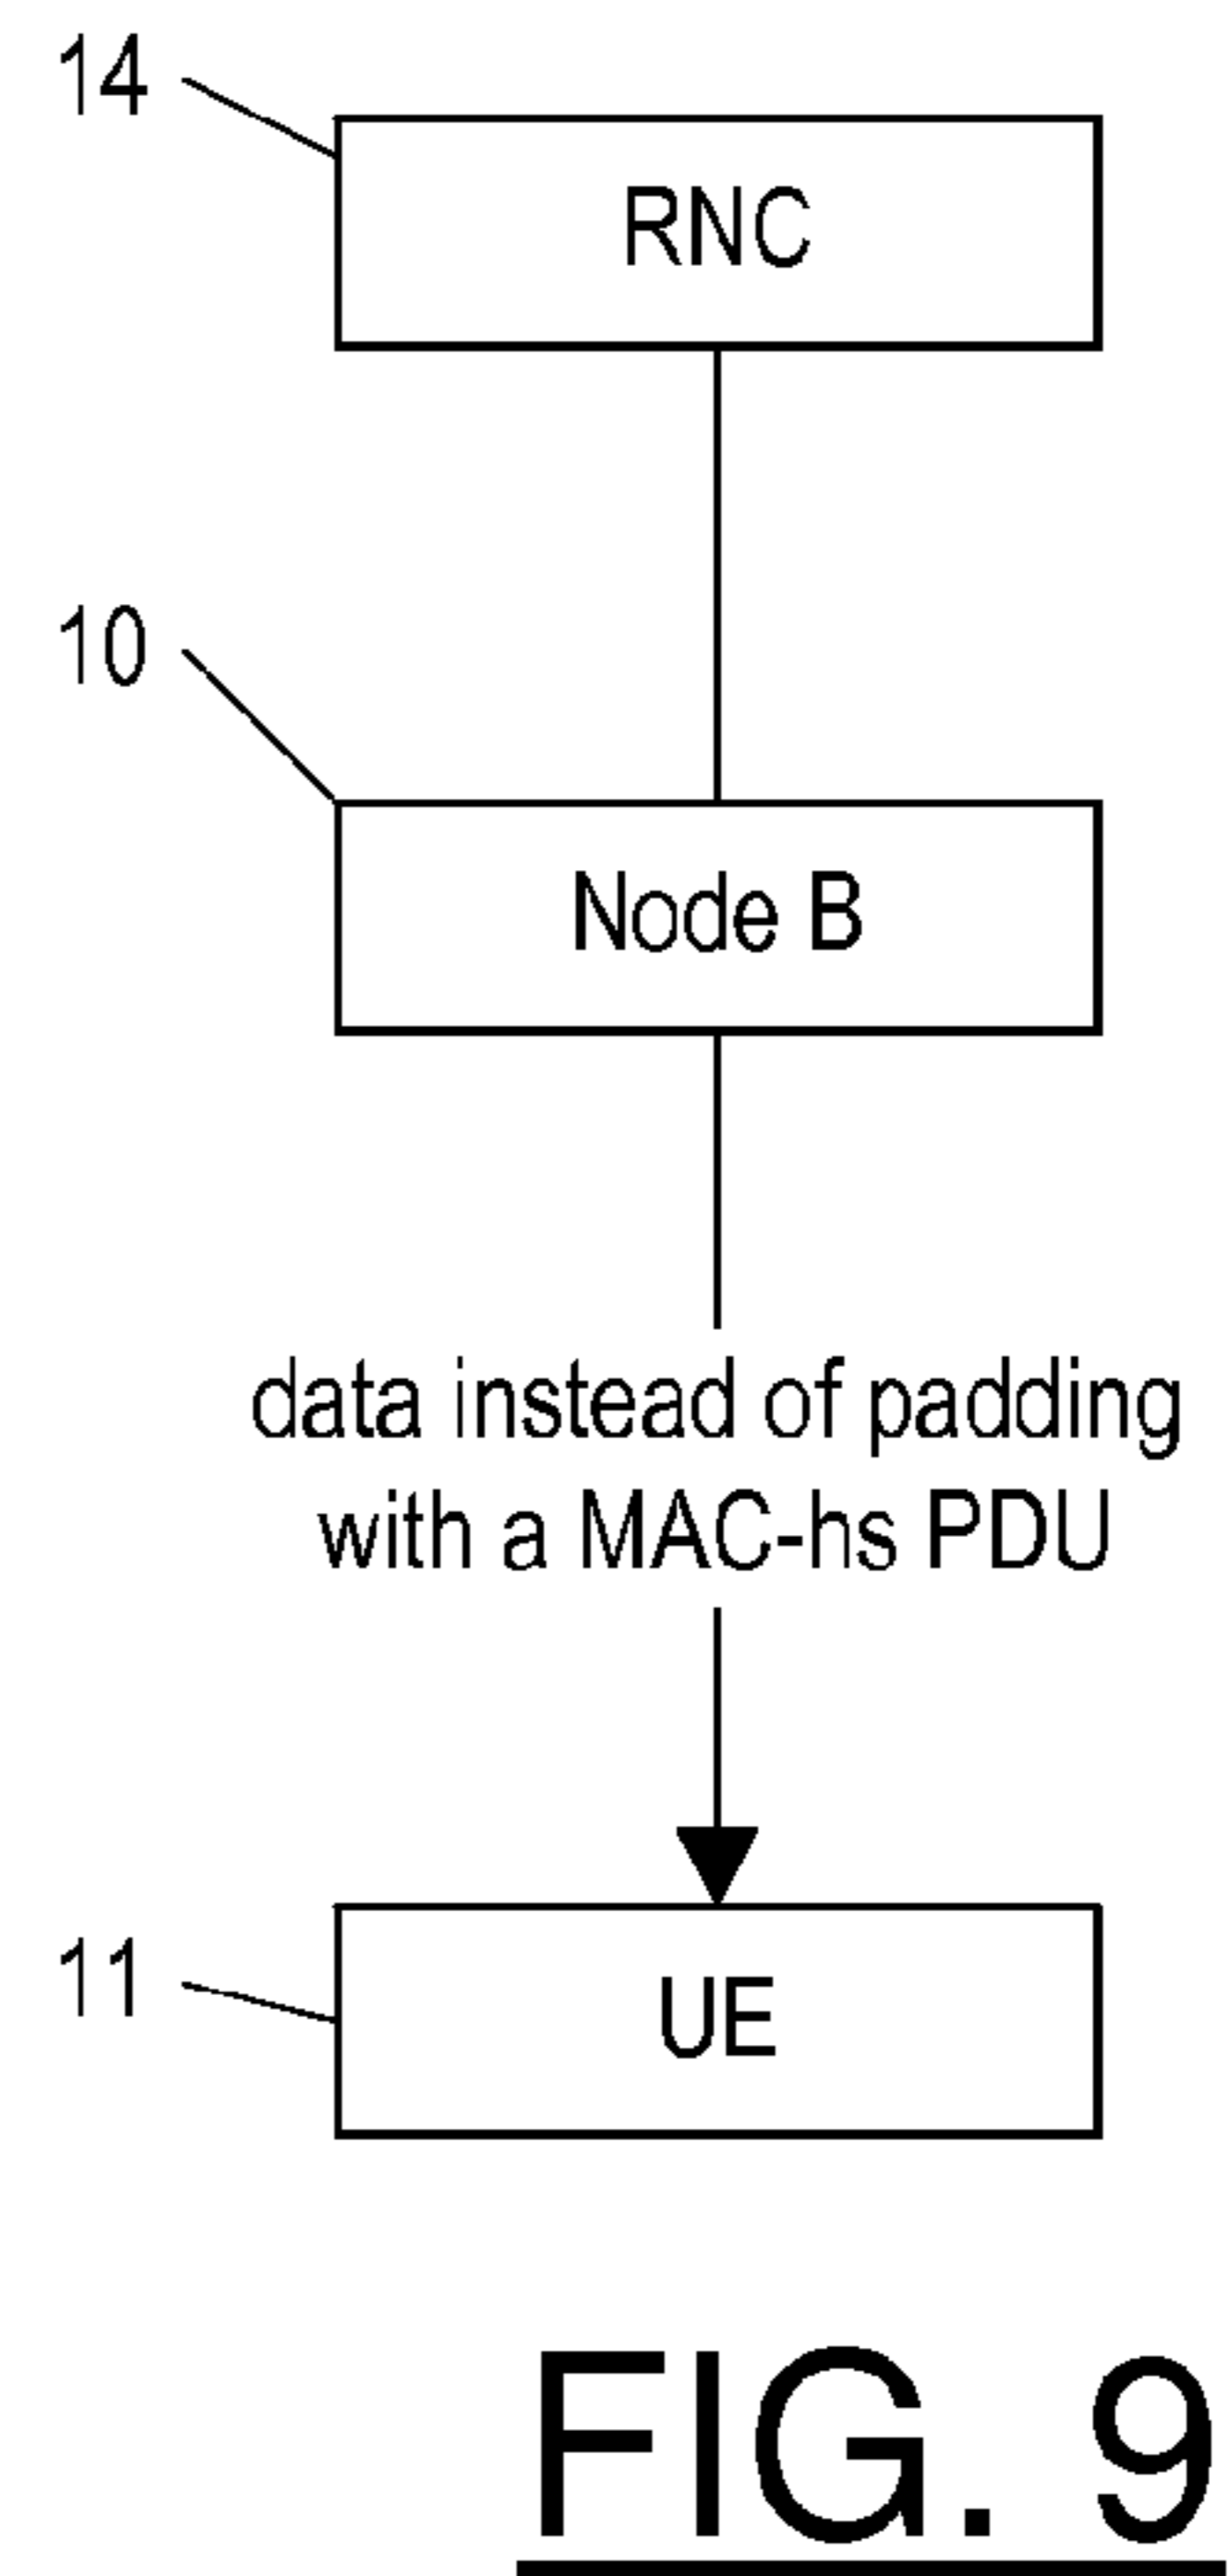 14
RNC
10
Node B
data instead of padding
with a MAC-hs PDU
11
UE
FIG. 9